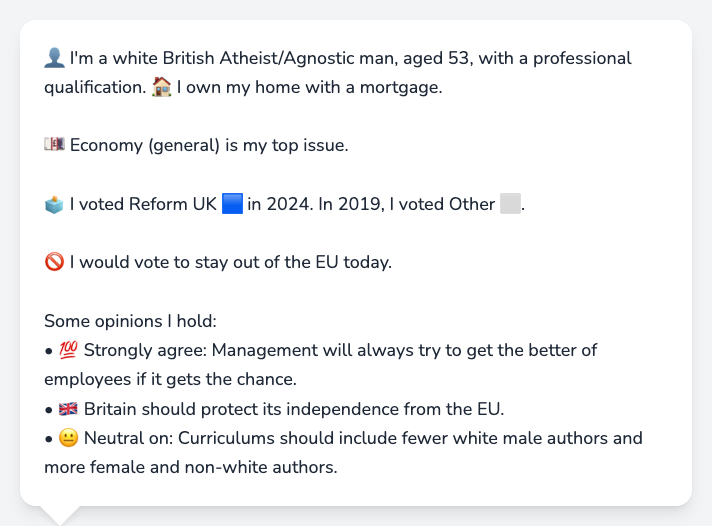 👤 I'm a white British Atheist/Agnostic man, aged 53, with a professional
qualification. 🏠 I own my home with a mortgage.
💷 Economy (general) is my top issue.
🗳️ I voted Reform UK 🟦 in 2024. In 2019, I voted Other ⬜.
🚫 I would vote to stay out of the EU today.
Some opinions I hold:
• 💯 Strongly agree: Management will always try to get the better of
employees if it gets the chance.
• 🇬🇧 Britain should protect its independence from the EU.
• 😐 Neutral on: Curriculums should include fewer white male authors and
more female and non-white authors.